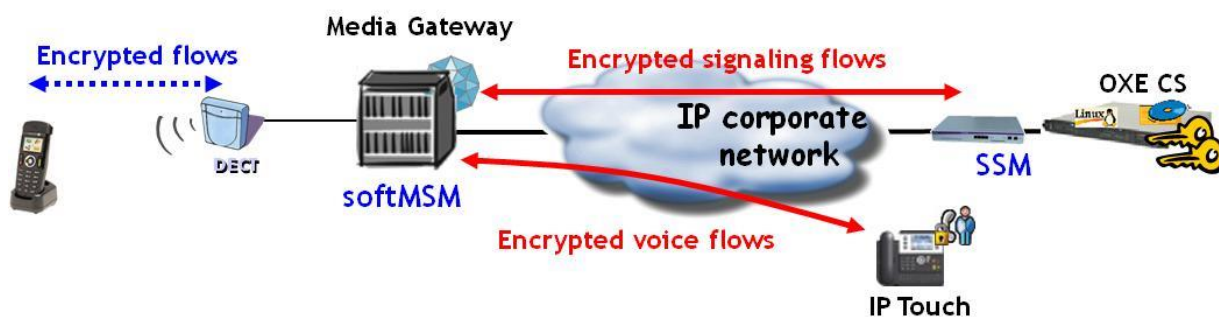 Media Gateway
Encrypted flows
Encrypted signaling flows
OXE CS
Linux
IP corporate
network
DECT
SSM
softMSM
Encrypted voice flows
IP Touch